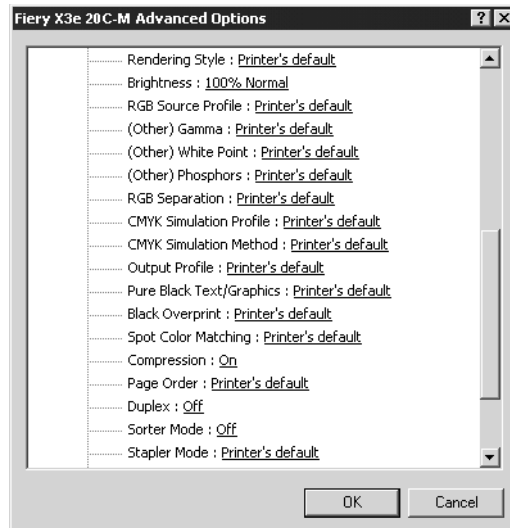 Fiery X3e 20C-M Advanced Options
Rendering Style : Printer's default
Brightness : 100% Normal
RGB Source Profile : Printer's default
(Other) Gamma : Printer's default
(Other) White Point : Printer's default
(Other) Phosphors : Printer's default
RGB Separation : Printer's default
CMYK Simulation Profile : Printer's default
CMYK Simulation Method : Printer's default
Output Profile : Printer's default
Pure Black Text/Graphics : Printer's default
Black Overprint : Printer's default
Spot Color Matching : Printer's default
Compression : On
Page Order : Printer's default
Duplex : Off
Sorter Mode : Off
Stapler Mode : Printer's default
OK Cancel